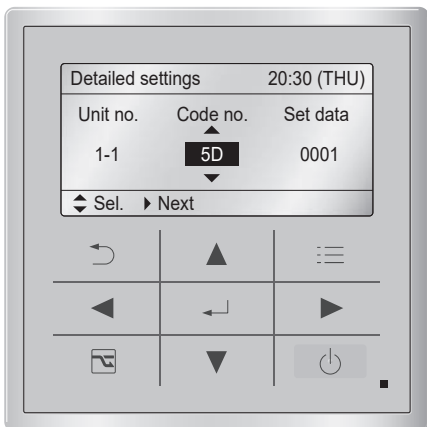 Detailed settings 20:30 (THU)
Unit no. Code no. Set data
1-1 5D 0001
Sel. Next